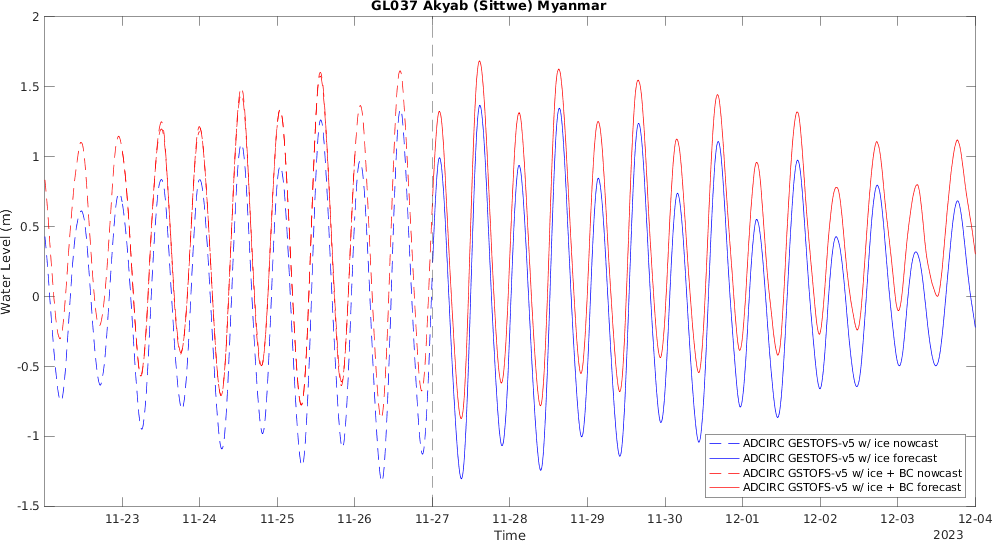 GL037 Akyab (Sittwe) Myanmar
2
1.5
1
0.5
0
-0.5
-1
-1.5
Water Level (m)
11-23 11-24 11-25 11-26 11-27 11-28 11-29 11-30 12-01 12-02 12-03 12-04
Time
2023
ADCIRC GESTOFS-v5 w/ ice nowcast
ADCIRC GESTOFS-v5 w/ ice forecast
ADCIRC GSTOFS-v5 w/ ice + BC nowcast
ADCIRC GSTOFS-v5 w/ ice + BC forecast